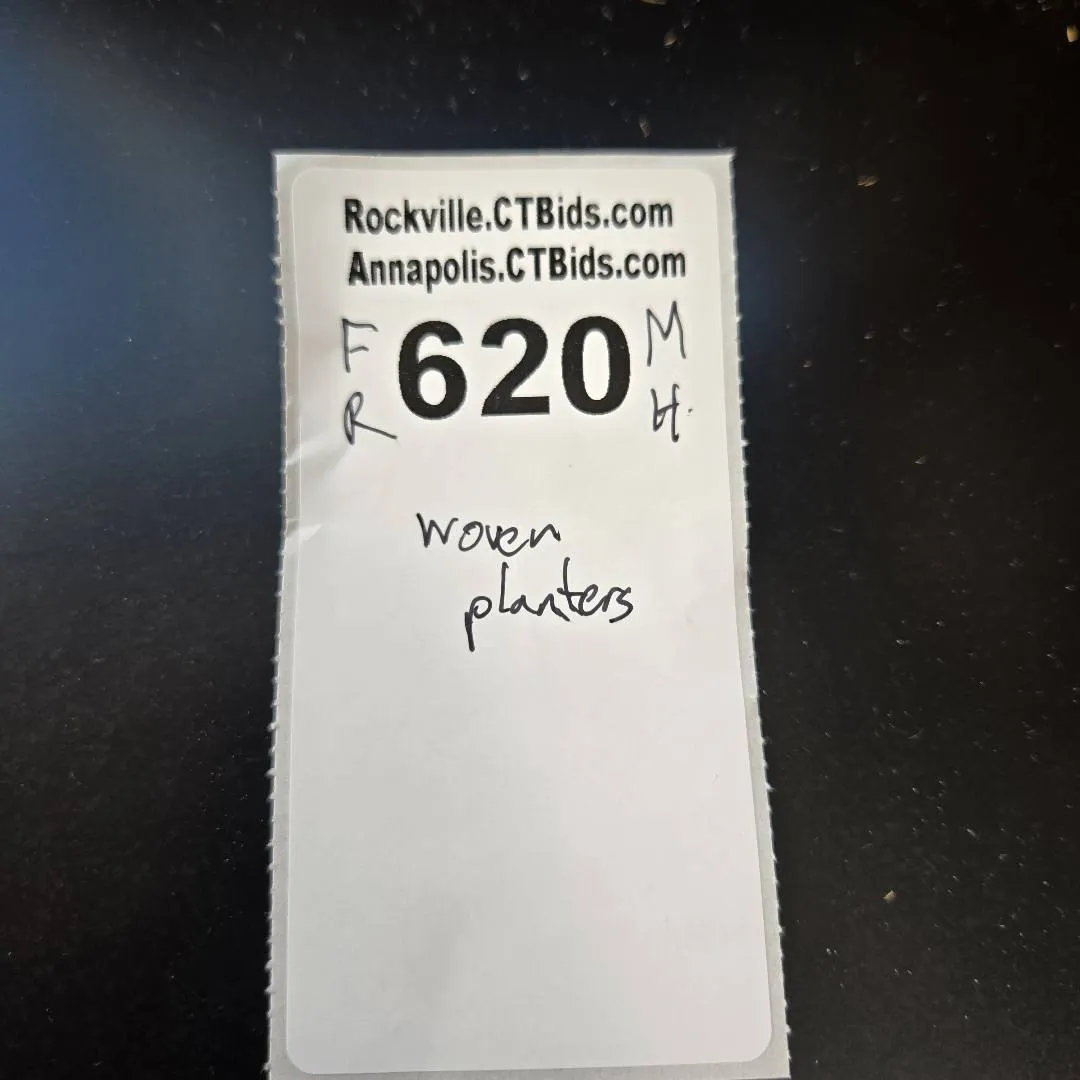 Rockville.CTBids.com
Annapolis.CTBids.com
F 620 M
R H.
woven
planters